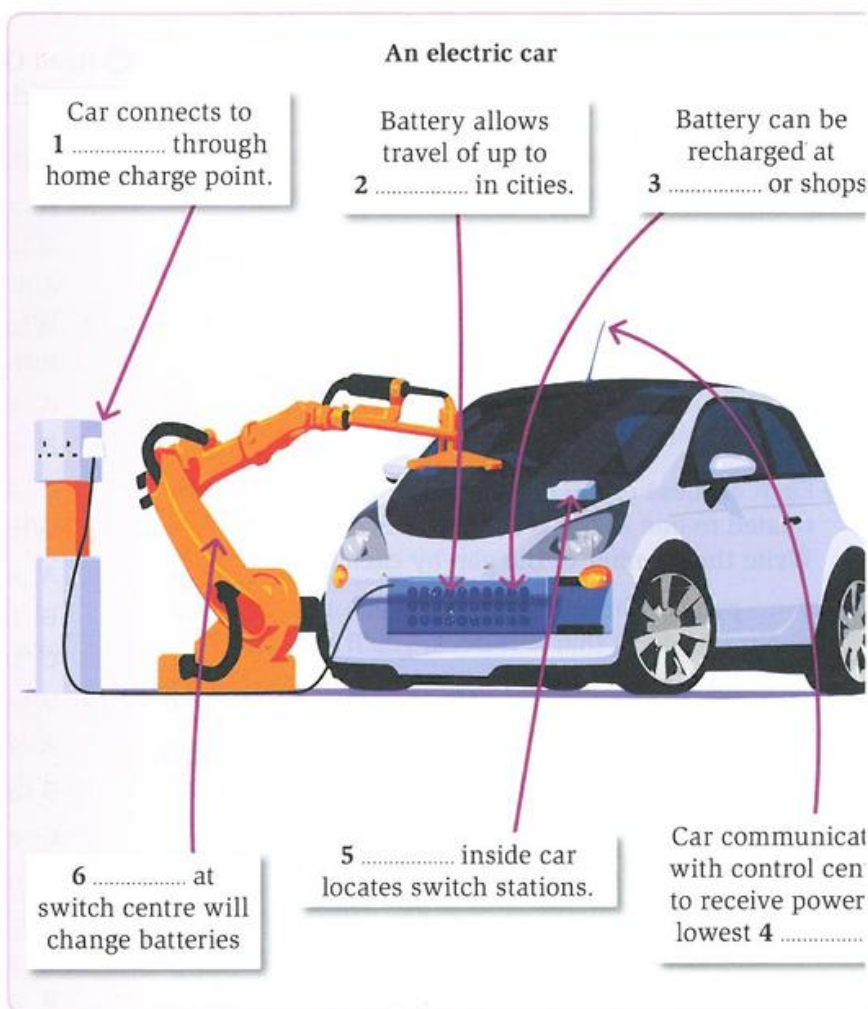 An electric car
Car connects to
1 ................ through
home charge point.
Battery allows
travel of up to
2 ................ in cities.
Battery can be
recharged at
3 ................ or shops
6 ................ at
switch centre will
change batteries
5 ................ inside car
locates switch stations.
Car communicat
with control cen
to receive power
lowest 4 ................